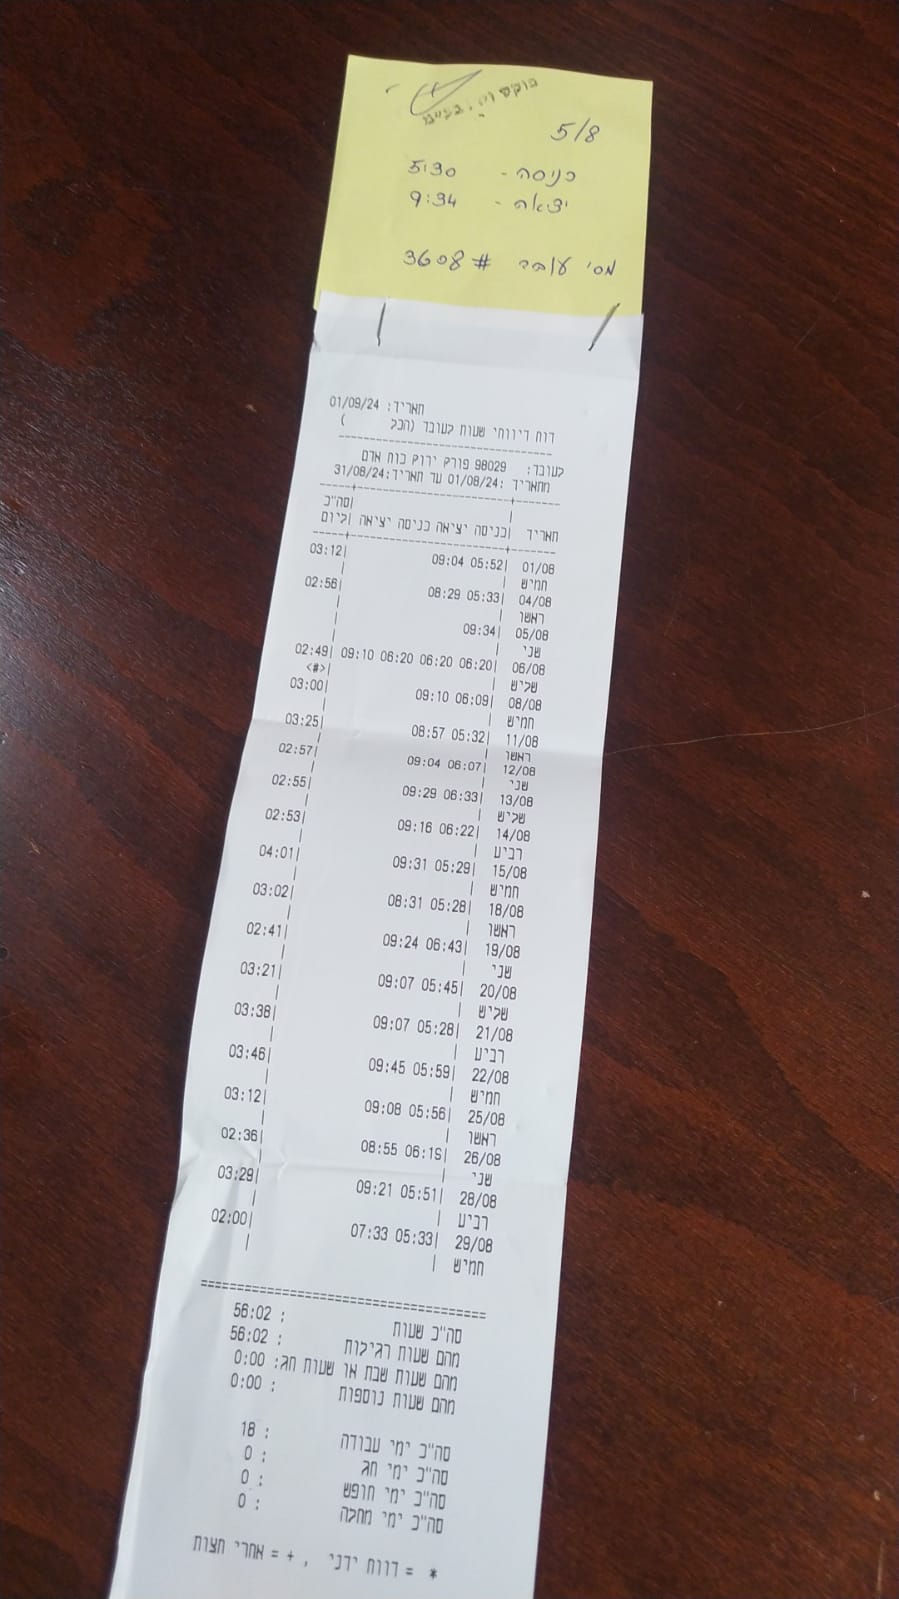 5/8
כניסה - 5:30
יציאה - 9:34
מס' עובד # 3608
תאריך: 01/09/24
דוח דיווחי שעות לעובד (הכל )
לעובד: 98029 פורק ירוק כוח אדם
מתאריך :01/08/24 עד תאריך:31/08/24
תאריך |כניסה יציאה כניסה יציאה |סה"כ ליום
01/08 |05:52 09:04 |03:12
חמיש
04/08 |05:33 08:29 |02:56
ראשו
05/08 |09:34
שני
06/08 |06:20 06:20 06:20 09:10 |02:49
שליש <#>
08/08 |06:09 09:10 |03:00
חמיש
11/08 |05:32 08:57 |03:25
ראשו
12/08 |06:07 09:04 |02:57
שני
13/08 |06:33 09:29 |02:55
שליש
14/08 |06:22 09:16 |02:53
רביע
15/08 |05:29 09:31 |04:01
חמיש
18/08 |05:28 08:31 |03:02
ראשו
19/08 |06:43 09:24 |02:41
שני
20/08 |05:45 09:07 |03:21
שליש
21/08 |05:28 09:07 |03:38
רביע
22/08 |05:59 09:45 |03:46
חמיש
25/08 |05:56 09:08 |03:12
ראשו
26/08 |06:19 08:55 |02:36
שני
28/08 |05:51 09:21 |03:29
רביע
29/08 |05:33 07:33 |02:00
חמיש
סה"כ שעות : 56:02
מהם שעות רגילות : 56:02
מהם שעות שבת או שעות חג: 0:00
מהם שעות נוספות : 0:00
סה"כ ימי עבודה : 18
סה"כ ימי חג : 0
סה"כ ימי חופש : 0
סה"כ ימי מחלה : 0
* = דווח ידני , + = אחרי חצות